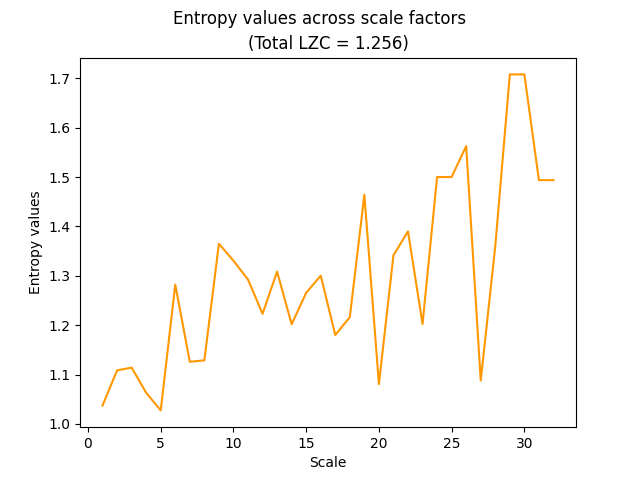 Entropy values across scale factors
(Total LZC = 1.256)
1.7
1.6
1.5
1.4
1.3
1.2
1.1
1.0
Entropy values
0 5 10 15 20 25 30
Scale